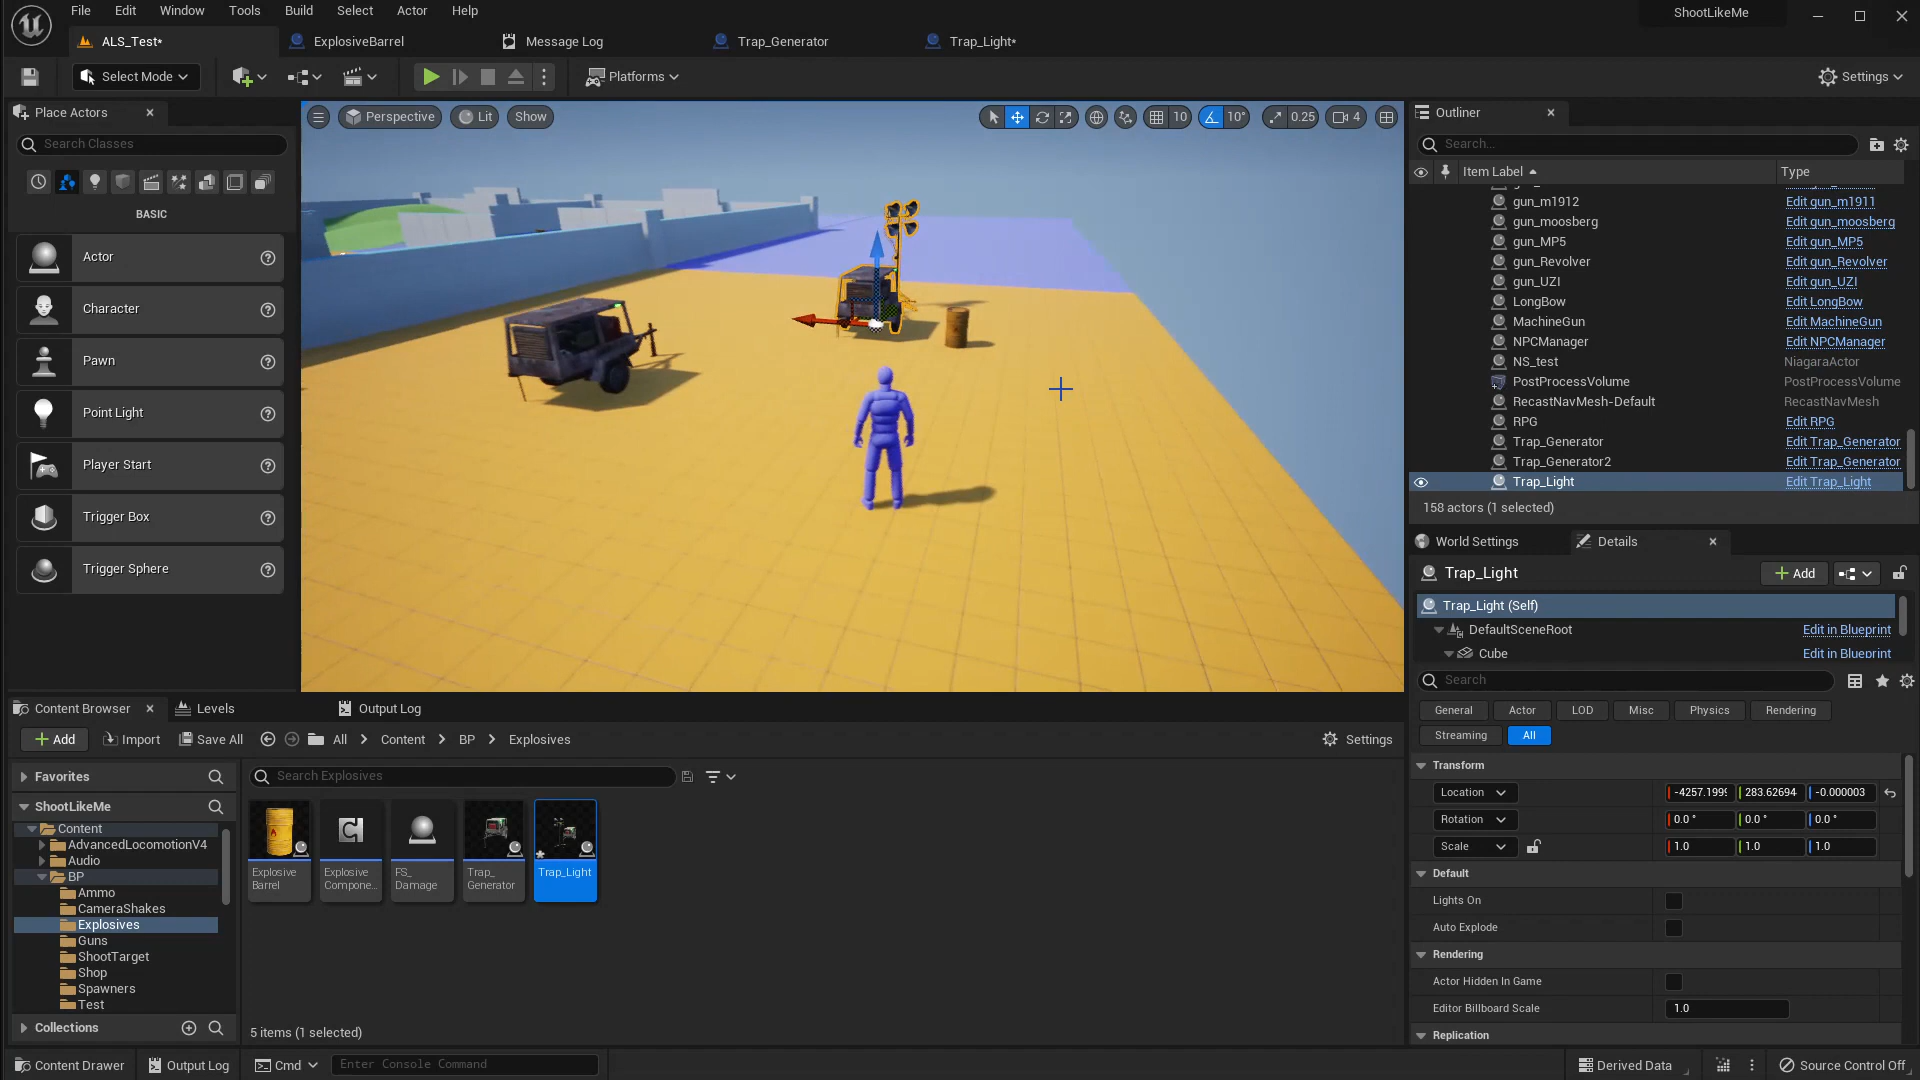 File Edit Window Tools Build Select Actor Help
ShootLikeMe
ALS_Test*
ExplosiveBarrel
Message Log
Trap_Generator
Trap_Light*
Select Mode
Platforms
Settings
Place Actors
Search Classes
BASIC
Actor
Character
Pawn
Point Light
Player Start
Trigger Box
Trigger Sphere
Perspective
Lit
Show
10
10°
0.25
4
Outliner
Search...
Item Label
Type
gun_m1912 Edit gun_m1911
gun_moosberg Edit gun_moosberg
gun_MP5 Edit gun_MP5
gun_Revolver Edit gun_Revolver
gun_UZI Edit gun_UZI
LongBow Edit LongBow
MachineGun Edit MachineGun
NPCManager Edit NPCManager
NS_test NiagaraActor
PostProcessVolume PostProcessVolume
RecastNavMesh-Default RecastNavMesh
RPG Edit RPG
Trap_Generator Edit Trap_Generator
Trap_Generator2 Edit Trap_Generator
Trap_Light Edit Trap_Light
158 actors (1 selected)
World Settings
Details
Trap_Light
Add
Trap_Light (Self)
DefaultSceneRoot Edit in Blueprint
Cube Edit in Blueprint
Search
General Actor LOD Misc Physics Rendering
Streaming All
Transform
Location -4257.199 283.62694 -0.000003
Rotation 0.0 ° 0.0 ° 0.0 °
Scale 1.0 1.0 1.0
Default
Lights On
Auto Explode
Rendering
Actor Hidden In Game
Editor Billboard Scale 1.0
Replication
Content Browser
Levels
Output Log
Add
Import
Save All
All
Content
BP
Explosives
Settings
Favorites
Search Explosives
ShootLikeMe
Content
AdvancedLocomotionV4
Audio
BP
Ammo
CameraShakes
Explosives
Guns
ShootTarget
Shop
Spawners
Test
Collections
Explosive
Barrel
Explosive
Compone...
FS_
Damage
Trap_
Generator
Trap_Light
5 items (1 selected)
Content Drawer
Output Log
Cmd
Enter Console Command
Derived Data
Source Control Off